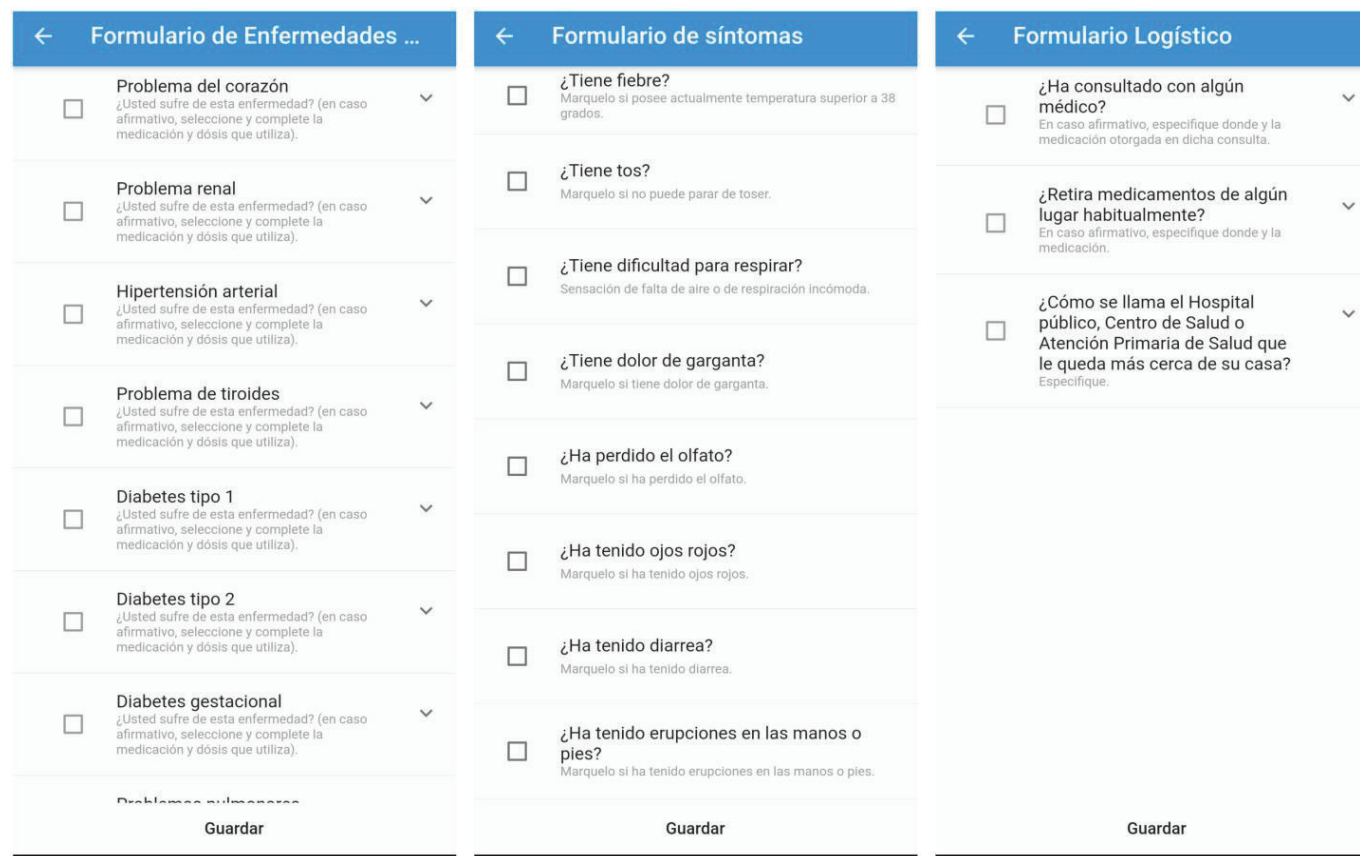 Formulario de Enfermedades ...
Problema del corazón
¿Usted sufre de esta enfermedad? (en caso
afirmativo, seleccione y complete la
medicación y dósis que utiliza).
Problema renal
¿Usted sufre de esta enfermedad? (en caso
afirmativo, seleccione y complete la
medicación y dósis que utiliza).
Hipertensión arterial
¿Usted sufre de esta enfermedad? (en caso
afirmativo, seleccione y complete la
medicación y dósis que utiliza).
Problema de tiroides
¿Usted sufre de esta enfermedad? (en caso
afirmativo, seleccione y complete la
medicación y dósis que utiliza).
Diabetes tipo 1
¿Usted sufre de esta enfermedad? (en caso
afirmativo, seleccione y complete la
medicación y dósis que utiliza).
Diabetes tipo 2
¿Usted sufre de esta enfermedad? (en caso
afirmativo, seleccione y complete la
medicación y dósis que utiliza).
Diabetes gestacional
¿Usted sufre de esta enfermedad? (en caso
afirmativo, seleccione y complete la
medicación y dósis que utiliza).
Problemas pulmonares
Guardar
Formulario de síntomas
¿Tiene fiebre?
Marquelo si posee actualmente temperatura superior a 38
grados.
¿Tiene tos?
Marquelo si no puede parar de toser.
¿Tiene dificultad para respirar?
Sensación de falta de aire o de respiración incómoda.
¿Tiene dolor de garganta?
Marquelo si tiene dolor de garganta.
¿Ha perdido el olfato?
Marquelo si ha perdido el olfato.
¿Ha tenido ojos rojos?
Marquelo si ha tenido ojos rojos.
¿Ha tenido diarrea?
Marquelo si ha tenido diarrea.
¿Ha tenido erupciones en las manos o
pies?
Marquelo si ha tenido erupciones en las manos o pies.
Guardar
Formulario Logístico
¿Ha consultado con algún
médico?
En caso afirmativo, especifique donde y la
medicación otorgada en dicha consulta.
¿Retira medicamentos de algún
lugar habitualmente?
En caso afirmativo, especifique donde y la
medicación.
¿Cómo se llama el Hospital
público, Centro de Salud o
Atención Primaria de Salud que
le queda más cerca de su casa?
Especifique.
Guardar